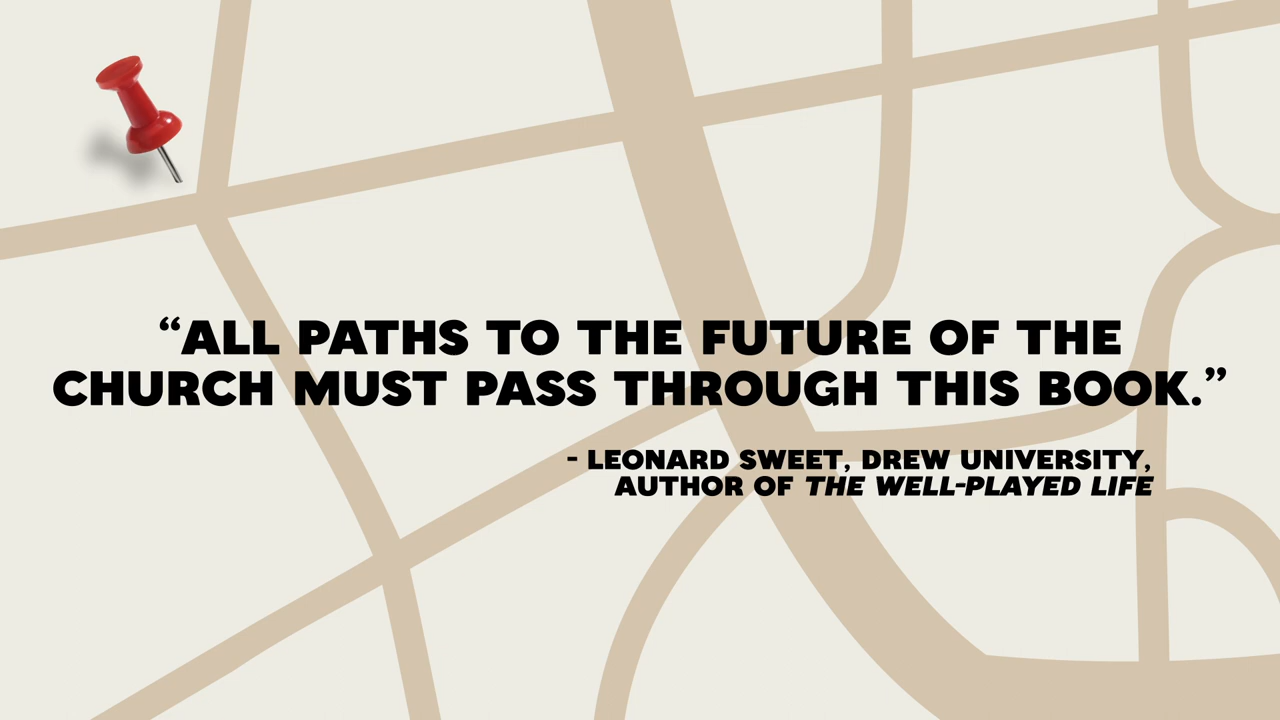 “ALL PATHS TO THE FUTURE OF THE
CHURCH MUST PASS THROUGH THIS BOOK.”
- LEONARD SWEET, DREW UNIVERSITY,
AUTHOR OF THE WELL-PLAYED LIFE